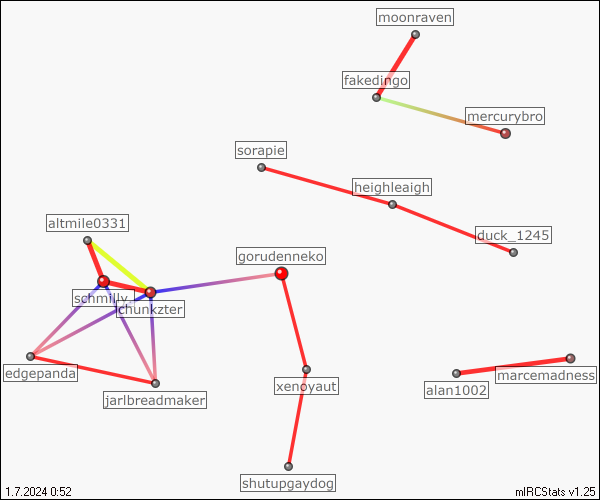 moonraven
fakedingo
mercurybro
sorapie
heighleaigh
altmile0331
duck_1245
gorudenneko
schmilly_
chunkzter
edgepanda
xenoyaut
marcemadness
alan1002
jarlbreadmaker
shutupgaydog
1.7.2024 0:52
mIRCStats v1.25